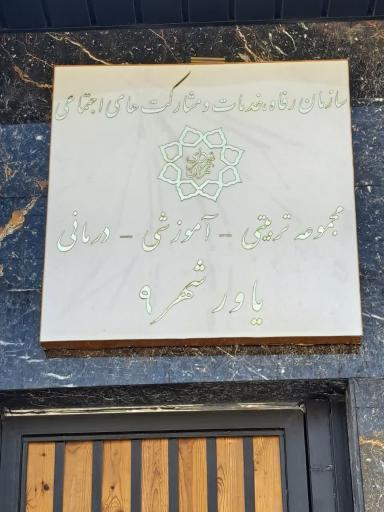 سازمان رفاه، خدمات و مشارکت های اجتماعی
مجموعه تربیتی - آموزشی - درمانی
یاور شهر ۹